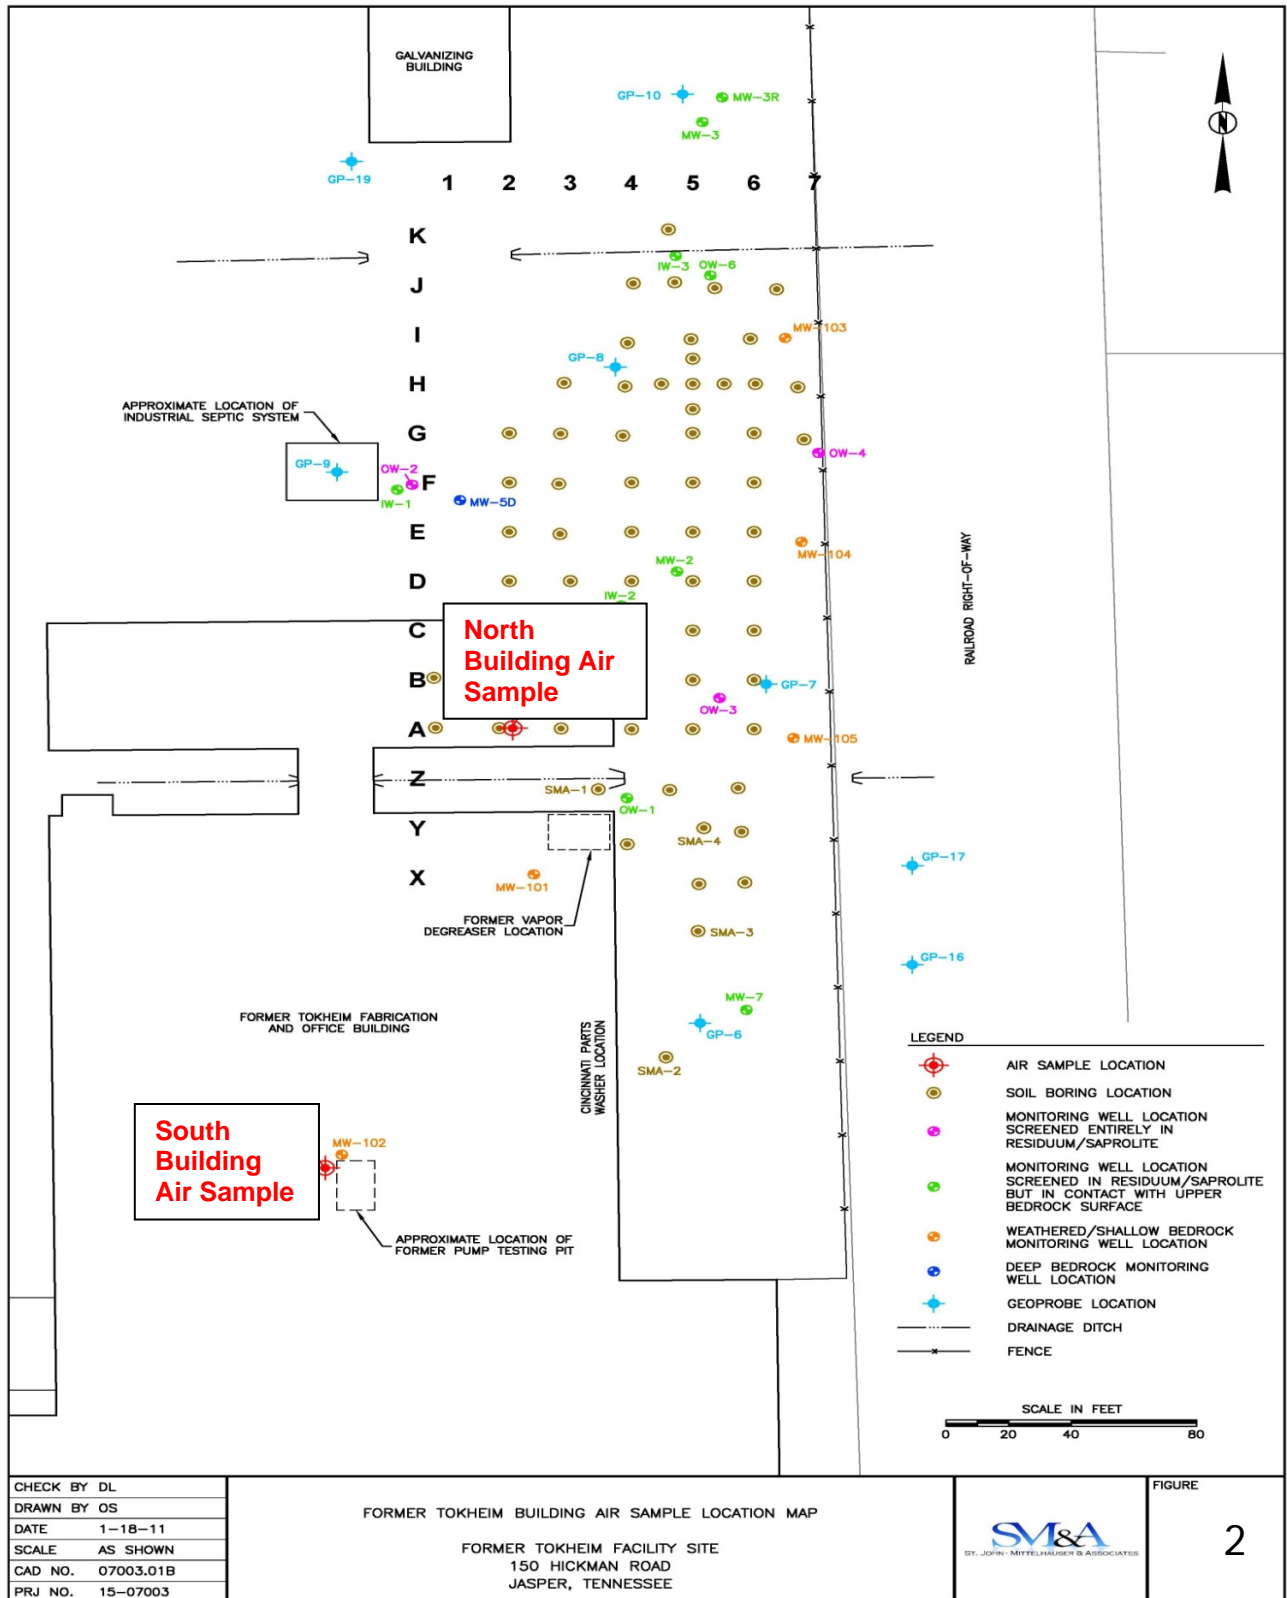 GALVANIZING
BUILDING
GP-10
MW-3R
MW-3
GP-19
1 2 3 4 5 6 7
K
IW-3
OW-6
J
I
MW-103
GP-8
H
APPROXIMATE LOCATION OF
INDUSTRIAL SEPTIC SYSTEM
G
OW-4
GP-9
OW-2
F
IW-1
MW-5D
E
MW-104
MW-2
D
IW-2
C
North
Building Air
Sample
RAILROAD RIGHT-OF-WAY
B
GP-7
OW-3
A
MW-105
Z
SMA-1
OW-1
Y
SMA-4
GP-17
X
MW-101
FORMER VAPOR
DEGREASER LOCATION
SMA-3
GP-16
MW-7
GP-6
FORMER TOKHEIM FABRICATION
AND OFFICE BUILDING
CINCINNATI PARTS
WASHER LOCATION
SMA-2
South
Building
Air Sample
MW-102
APPROXIMATE LOCATION OF
FORMER PUMP TESTING PIT
LEGEND
AIR SAMPLE LOCATION
SOIL BORING LOCATION
MONITORING WELL LOCATION
SCREENED ENTIRELY IN
RESIDUUM/SAPROLITE
MONITORING WELL LOCATION
SCREENED IN RESIDUUM/SAPROLITE
BUT IN CONTACT WITH UPPER
BEDROCK SURFACE
WEATHERED/SHALLOW BEDROCK
MONITORING WELL LOCATION
DEEP BEDROCK MONITORING
WELL LOCATION
GEOPROBE LOCATION
DRAINAGE DITCH
FENCE
SCALE IN FEET
0 20 40 80
CHECK BY DL
DRAWN BY OS
DATE 1-18-11
SCALE AS SHOWN
CAD NO. 07003.01B
PRJ NO. 15-07003
FORMER TOKHEIM BUILDING AIR SAMPLE LOCATION MAP
FORMER TOKHEIM FACILITY SITE
150 HICKMAN ROAD
JASPER, TENNESSEE
SM&A
ST. JOHN - MITTELHAUSER & ASSOCIATES
FIGURE
2
N